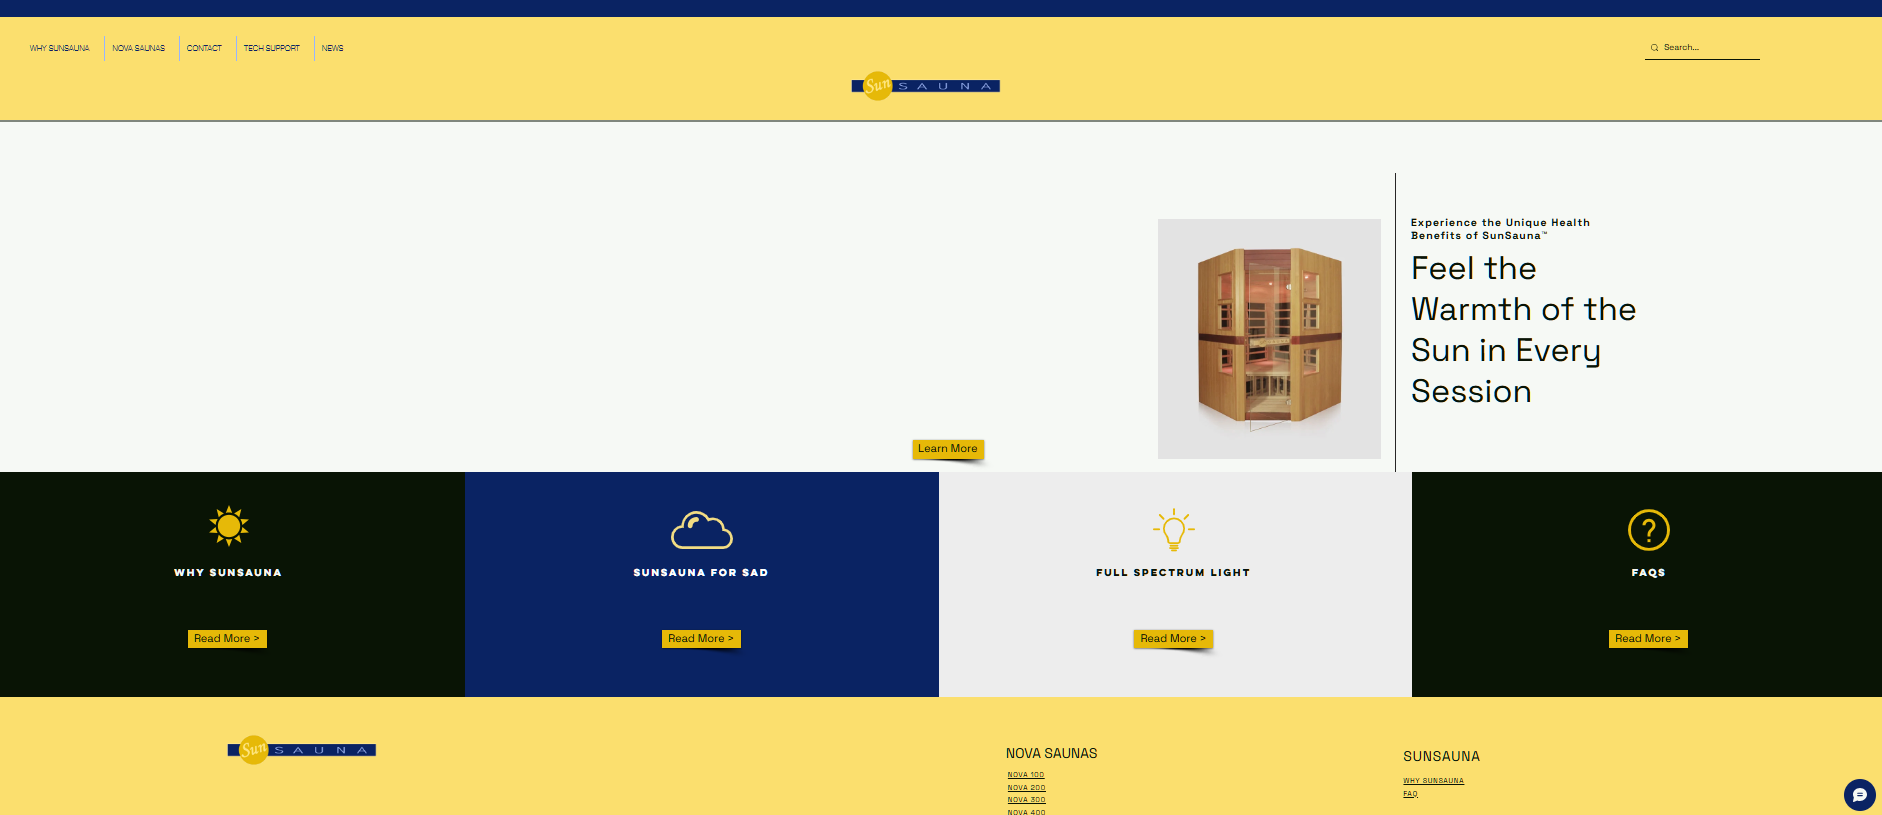 WHY SUNSAUNA
NOVA SAUNAS
CONTACT
TECH SUPPORT
NEWS
Search...
Sun SAUNA
Experience the Unique Health
Benefits of SunSauna™
Feel the
Warmth of the
Sun in Every
Session
Learn More
WHY SUNSAUNA
Read More >
SUNSAUNA FOR SAD
Read More >
FULL SPECTRUM LIGHT
Read More >
FAQS
Read More >
Sun SAUNA
NOVA SAUNAS
NOVA 100
NOVA 200
NOVA 300
NOVA 400
SUNSAUNA
WHY SUNSAUNA
FAQ